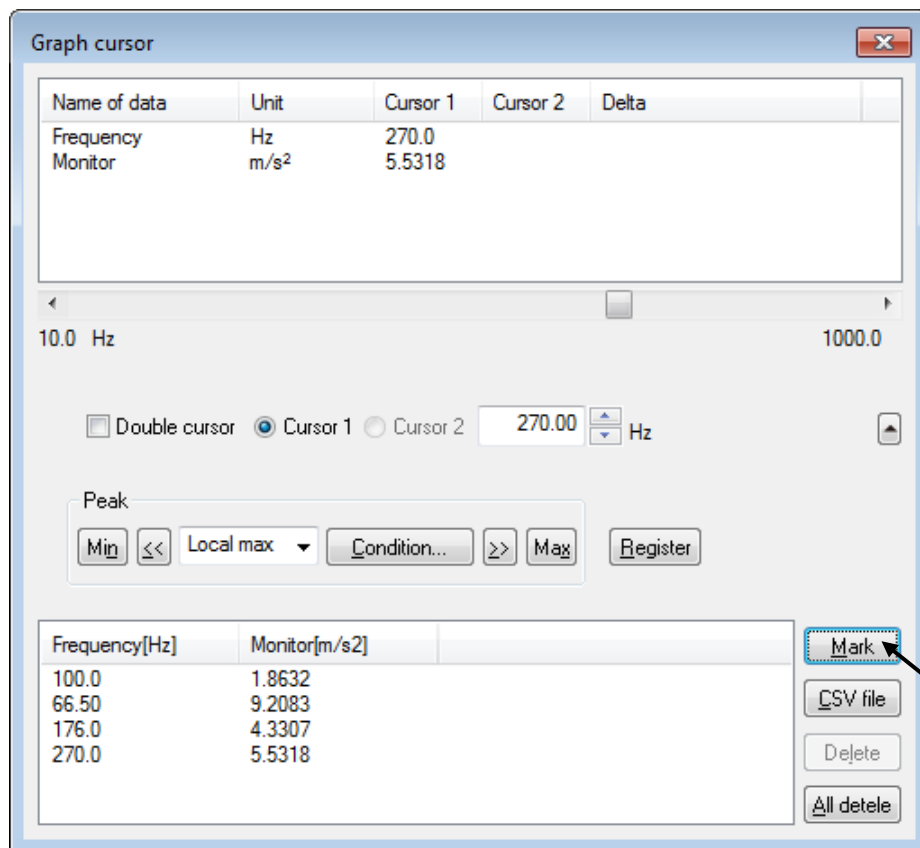 Graph cursor
Name of data Unit Cursor 1 Cursor 2 Delta
Frequency Hz 270.0
Monitor m/s² 5.5318
10.0 Hz 1000.0
Double cursor Cursor 1 Cursor 2 270.00 Hz
Peak
Min << Local max Condition... >> Max Register
Frequency[Hz] Monitor[m/s2]
100.0 1.8632
66.50 9.2083
176.0 4.3307
270.0 5.5318
Mark
CSV file
Delete
All detele